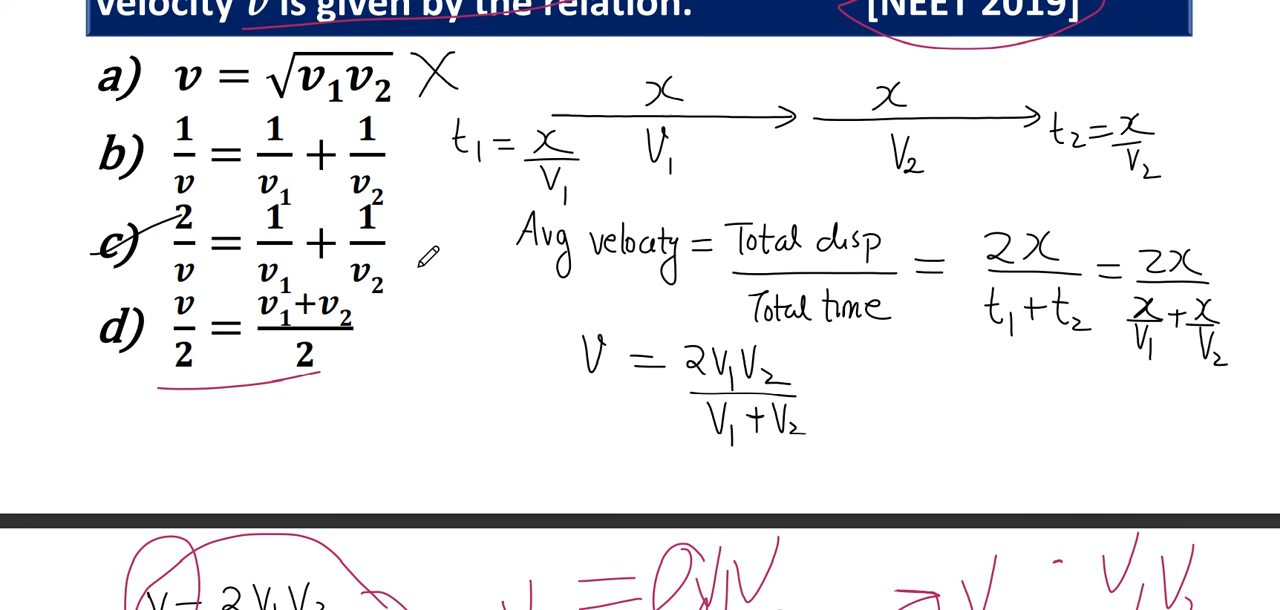 velocity v is given by the relation. [NEET 2019]
a) v = √v₁v₂ X
b) 1/v = 1/v₁ + 1/v₂
c) 2/v = 1/v₁ + 1/v₂
d) v/2 = v₁+v₂/2
x x
t₁ = x/V₁ V₁ V₂ t₂ = x/V₂
Avg velocity = Total disp/Total time = 2x/t₁ + t₂ = 2x/x/V₁ + x/V₂
V = 2V₁V₂/V₁ + V₂